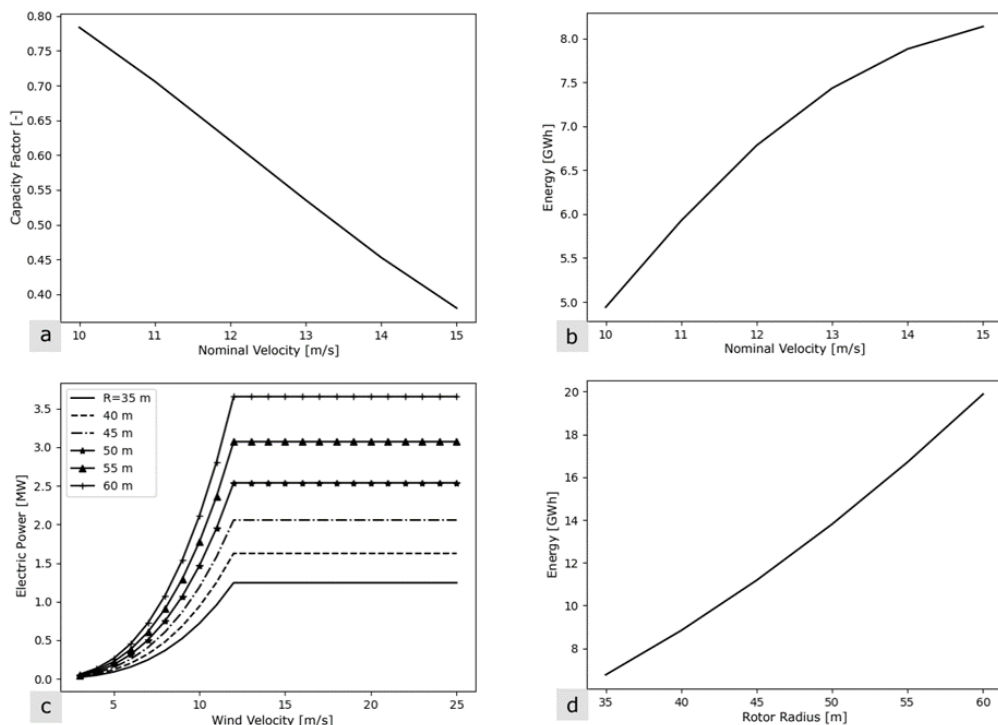 0.80
0.75
0.70
0.65
0.60
0.55
0.50
0.45
0.40
Capacity Factor [-]
10 11 12 13 14 15
Nominal Velocity [m/s]
a
8.0
7.5
7.0
6.5
6.0
5.5
5.0
Energy [GWh]
10 11 12 13 14 15
Nominal Velocity [m/s]
b
R=35 m
40 m
45 m
50 m
55 m
60 m
3.5
3.0
2.5
2.0
1.5
1.0
0.5
0.0
Electric Power [MW]
5 10 15 20 25
Wind Velocity [m/s]
c
20
18
16
14
12
10
8
Energy [GWh]
35 40 45 50 55 60
Rotor Radius [m]
d